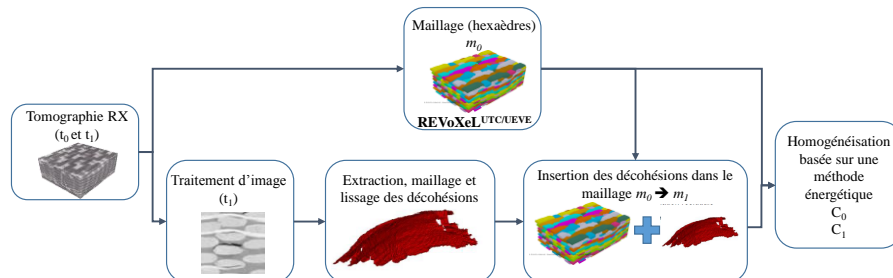 Maillage (hexaèdres)
m0
REVoXeLUTC/UEVE
Tomographie RX
(t0 et t1)
Traitement d'image
(t1)
Extraction, maillage et
lissage des décohésions
Insertion des décohésions dans le
maillage m0 ➔ m1
Homogénéisation
basée sur une
méthode
énergétique
C0
C1